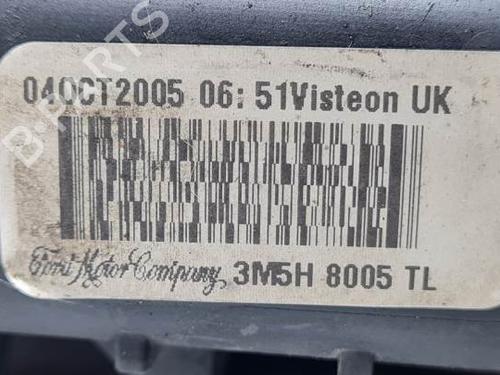 04OCT2005 06:51Visteon UK
Ford Motor Company 3M5H 8005 TL
B-PARTS